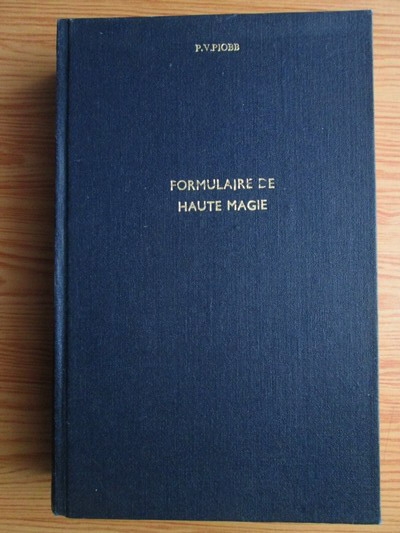 P.V.PIOBB
FORMULAIRE DE
HAUTE MAGIE